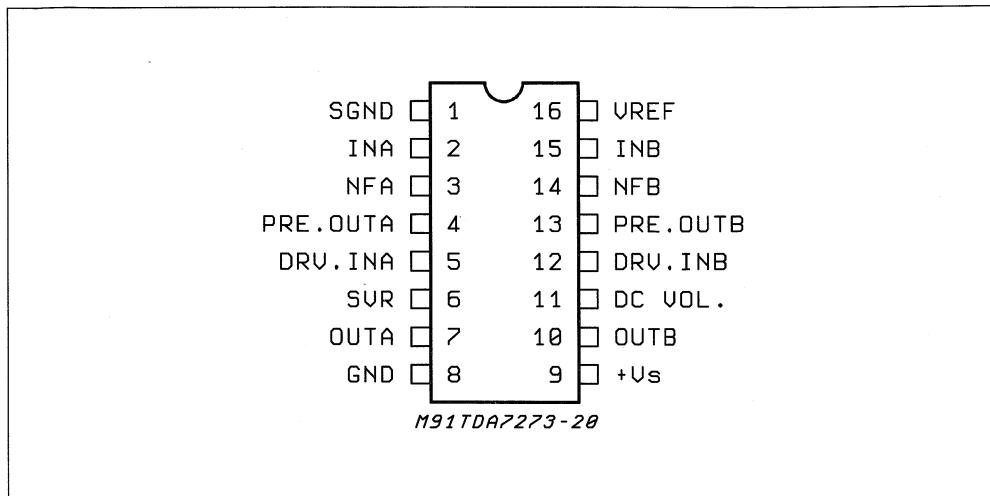 SGND 1 16 VREF
INA 2 15 INB
NFA 3 14 NFB
PRE.OUTA 4 13 PRE.OUTB
DRV.INA 5 12 DRV.INB
SVR 6 11 DC VOL.
OUTA 7 10 OUTB
GND 8 9 +Vs
M91TDA7273-20